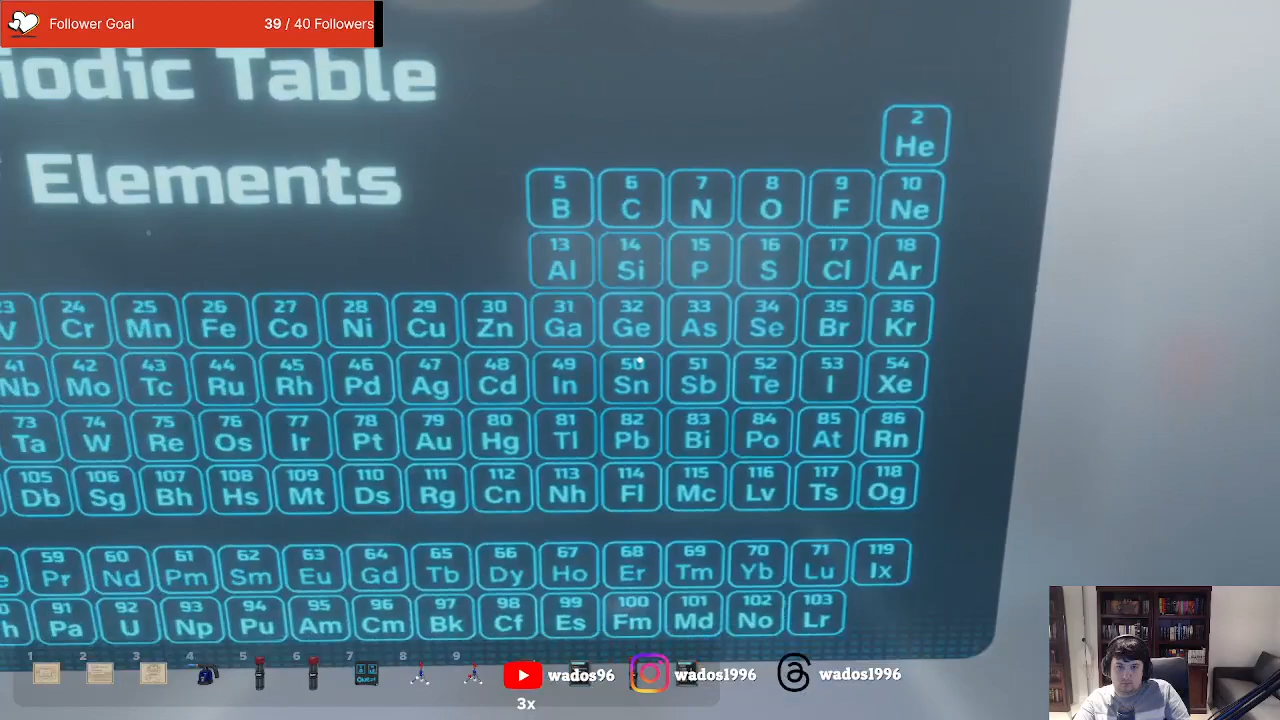 Follower Goal 39 / 40 Followers
iodic Table
Elements
2
He
5 6 7 8 9 10
B C N O F Ne
13 14 15 16 17 18
Al Si P S Cl Ar
23 24 25 26 27 28 29 30 31 32 33 34 35 36
V Cr Mn Fe Co Ni Cu Zn Ga Ge As Se Br Kr
41 42 43 44 45 46 47 48 49 50 51 52 53 54
Nb Mo Tc Ru Rh Pd Ag Cd In Sn Sb Te I Xe
73 74 75 76 77 78 79 80 81 82 83 84 85 86
Ta W Re Os Ir Pt Au Hg Tl Pb Bi Po At Rn
105 106 107 108 109 110 111 112 113 114 115 116 117 118
Db Sg Bh Hs Mt Ds Rg Cn Nh Fl Mc Lv Ts Og
59 60 61 62 63 64 65 66 67 68 69 70 71 119
e Pr Nd Pm Sm Eu Gd Tb Dy Ho Er Tm Yb Lu Ix
0 91 92 93 94 95 96 97 98 99 100 101 102 103
h Pa U Np Pu Am Cm Bk Cf Es Fm Md No Lr
1 2 3 4 5 6 7 8 9
wados96 wados1996 wados1996
3x